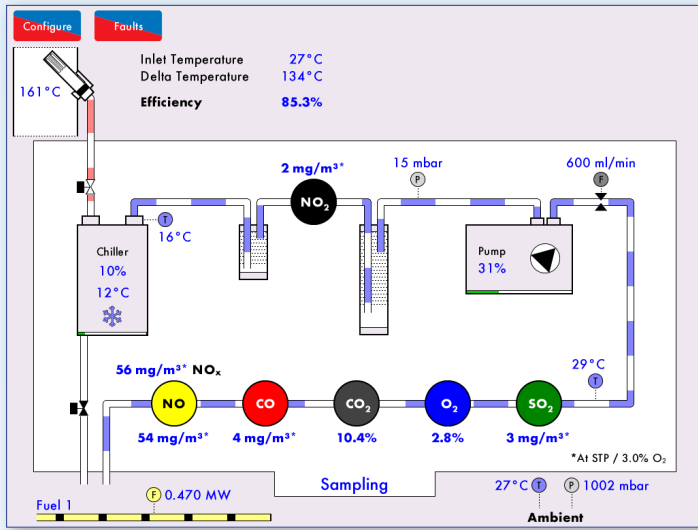 Configure
Faults
161°C
Inlet Temperature 27°C
Delta Temperature 134°C
Efficiency 85.3%
2 mg/m³*
NO₂
15 mbar
P
600 ml/min
F
T
16°C
Chiller
10%
12°C
Pump
31%
29°C
T
56 mg/m³* NOₓ
NO
CO
CO₂
O₂
SO₂
54 mg/m³*
4 mg/m³*
10.4%
2.8%
3 mg/m³*
*At STP / 3.0% O₂
Sampling
27°C T
P 1002 mbar
Ambient
Fuel 1
F 0.470 MW